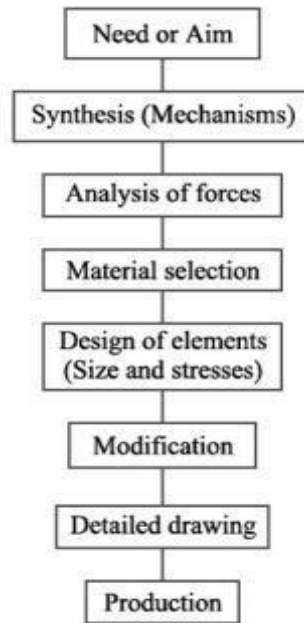 Need or Aim
Synthesis (Mechanisms)
Analysis of forces
Material selection
Design of elements
(Size and stresses)
Modification
Detailed drawing
Production